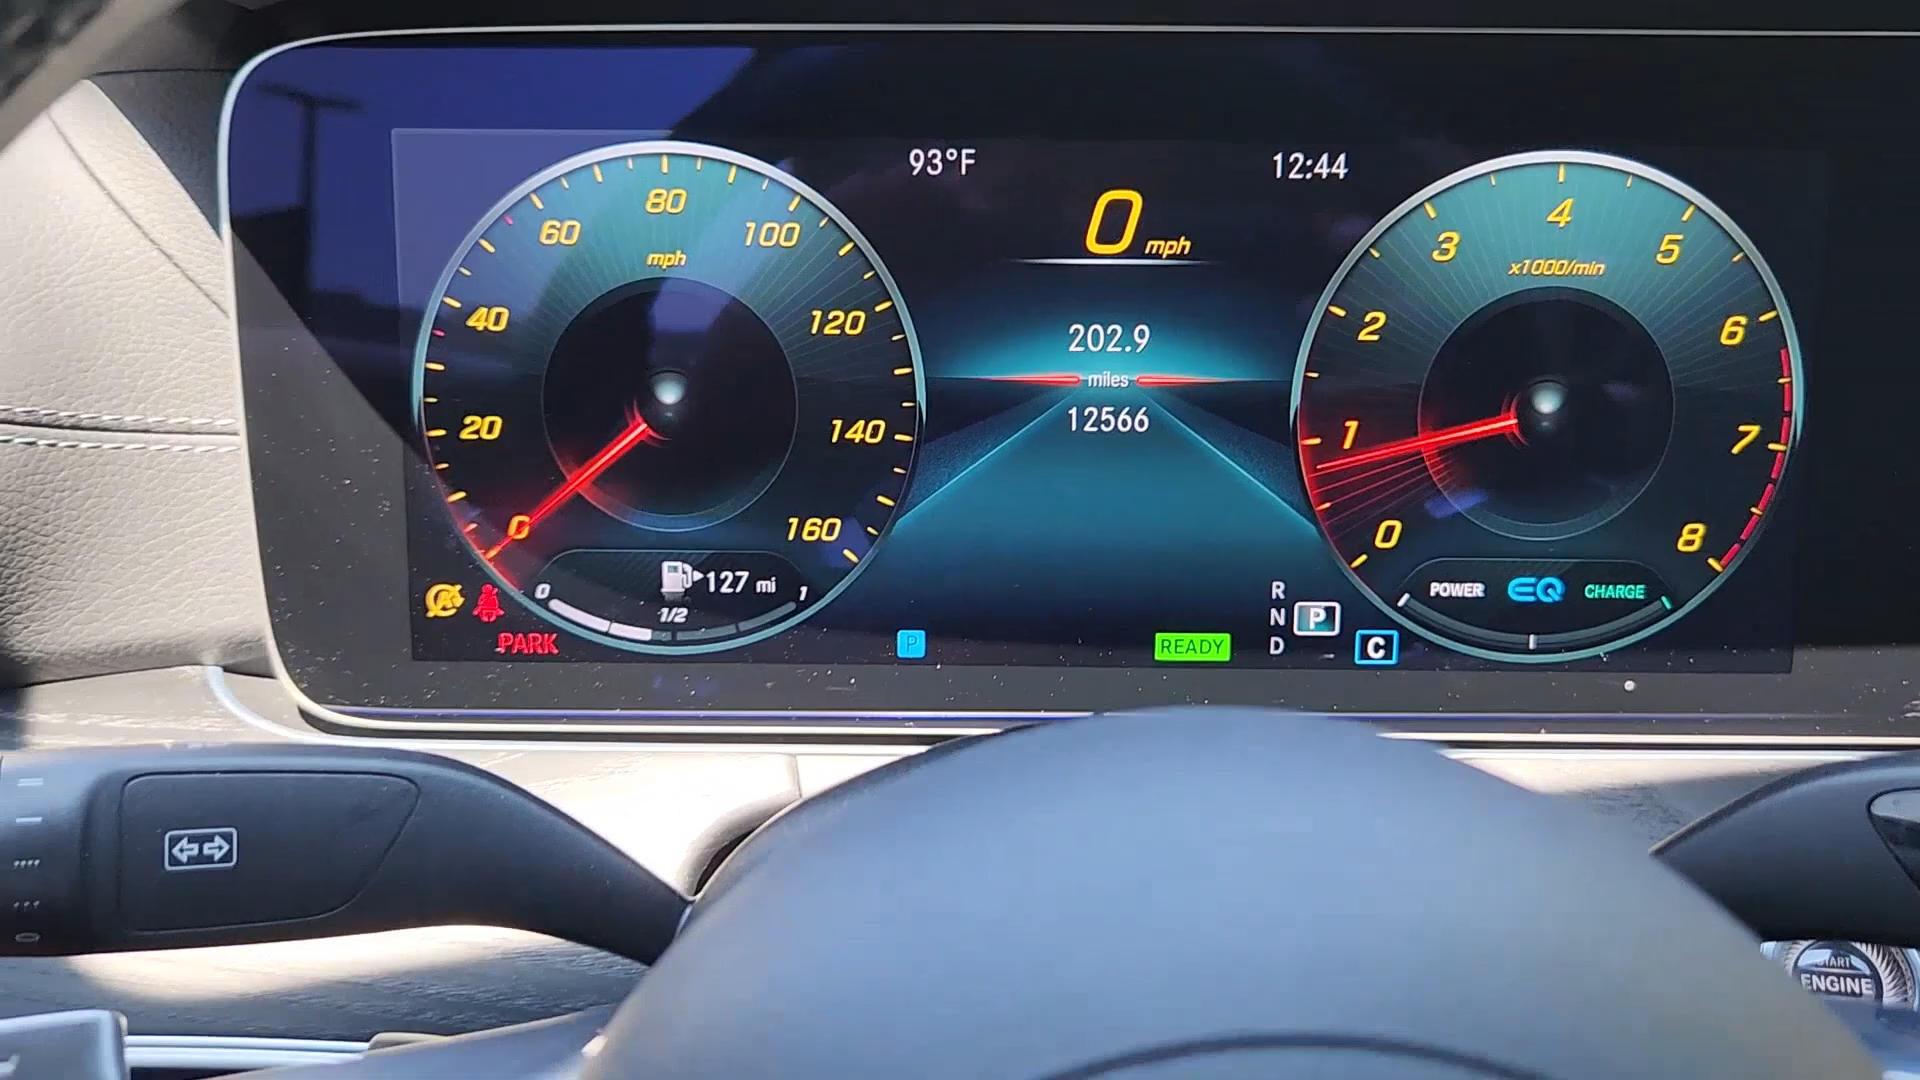 93°F
12:44
0 mph
80
60
100
mph
40
120
20
140
0
160
4
3
5
x1000/min
2
6
1
7
0
8
202.9
miles
12566
127 mi
0
1/2
1
PARK
P
READY
R
N
D
P
C
POWER
EQ
CHARGE
ENGINE